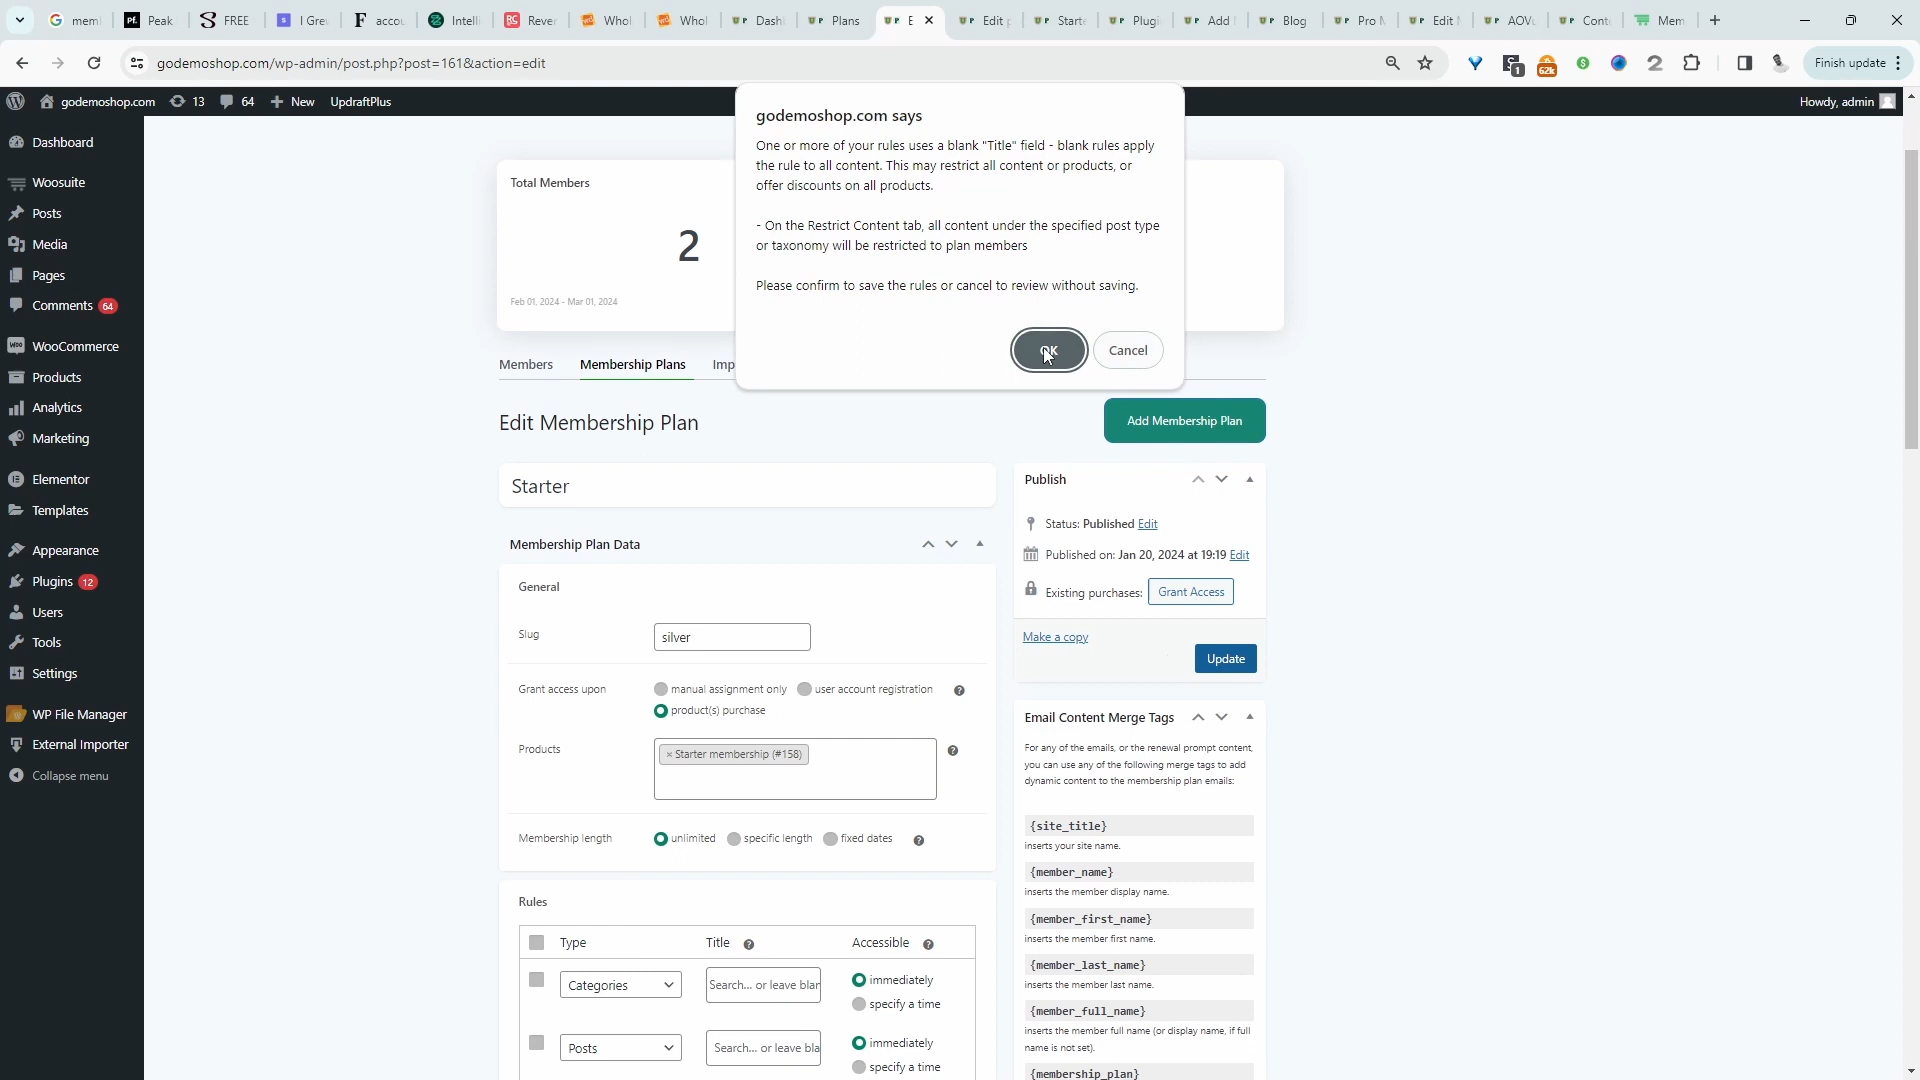 meml
Peak
FREE
I Grev
accou
Intelli
Rever
Whol
Whol
Dash
Plans
E
Edit p
Starte
Plugi
Add
Blog
Pro M
Edit
AOVu
Conte
Mem
godemoshop.com/wp-admin/post.php?post=161&action=edit
1
62k
Finish update
godemoshop.com
13
64
New
UpdraftPlus
Howdy, admin
Dashboard
Woosuite
Posts
Media
Pages
Comments 64
WooCommerce
Products
Analytics
Marketing
Elementor
Templates
Appearance
Plugins 12
Users
Tools
Settings
WP File Manager
External Importer
Collapse menu
godemoshop.com says
One or more of your rules uses a blank "Title" field - blank rules apply
the rule to all content. This may restrict all content or products, or
offer discounts on all products.
- On the Restrict Content tab, all content under the specified post type
or taxonomy will be restricted to plan members
Please confirm to save the rules or cancel to review without saving.
OK
Cancel
Total Members
2
Feb 01, 2024 - Mar 01, 2024
Members
Membership Plans
Imp
Edit Membership Plan
Add Membership Plan
Starter
Membership Plan Data
General
Slug
silver
Grant access upon
manual assignment only
user account registration
product(s) purchase
Products
× Starter membership (#158)
Membership length
unlimited
specific length
fixed dates
Rules
Type
Title
Accessible
Categories
Search... or leave blan
immediately
specify a time
Posts
Search... or leave bla
immediately
specify a time
Publish
Status: Published Edit
Published on: Jan 20, 2024 at 19:19 Edit
Existing purchases: Grant Access
Make a copy
Update
Email Content Merge Tags
For any of the emails, or the renewal prompt content,
you can use any of the following merge tags to add
dynamic content to the membership plan emails:
{site_title}
inserts your site name.
{member_name}
inserts the member display name.
{member_first_name}
inserts the member first name.
{member_last_name}
inserts the member last name.
{member_full_name}
inserts the member full name (or display name, if full
name is not set).
{membership_plan}